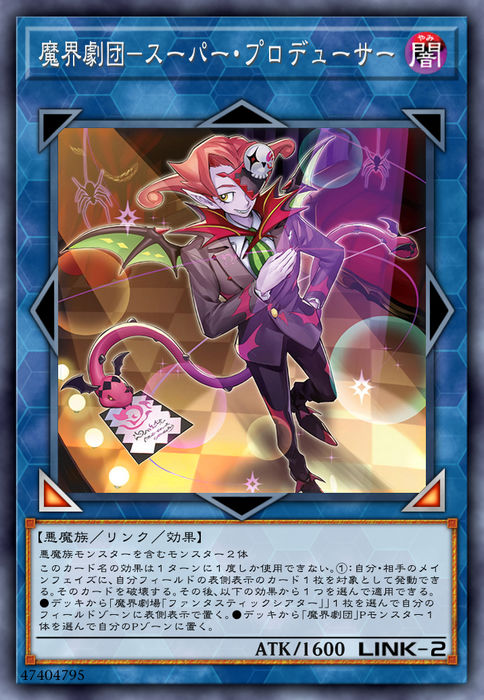 魔界劇団－スーパー・プロデューサー
やみ
闇
【悪魔族／リンク／効果】
悪魔族モンスターを含むモンスター２体
このカード名の効果は１ターンに１度しか使用できない。①：自分・相手のメイ
ンフェイズに、自分フィールドの表側表示のカード１枚を対象として発動でき
る。そのカードを破壊する。その後、以下の効果から１つを選んで適用できる。
●デッキから「魔界劇場「ファンタスティックシアター」」１枚を選んで自分の
フィールドゾーンに表側表示で置く。●デッキから「魔界劇団」Pモンスター１
体を選んで自分のPゾーンに置く。
ATK/1600 LINK-2
47404795